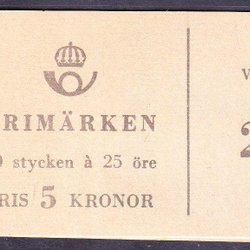 RIMÄRKEN
stycken à 25 öre
RIS 5 KRONOR